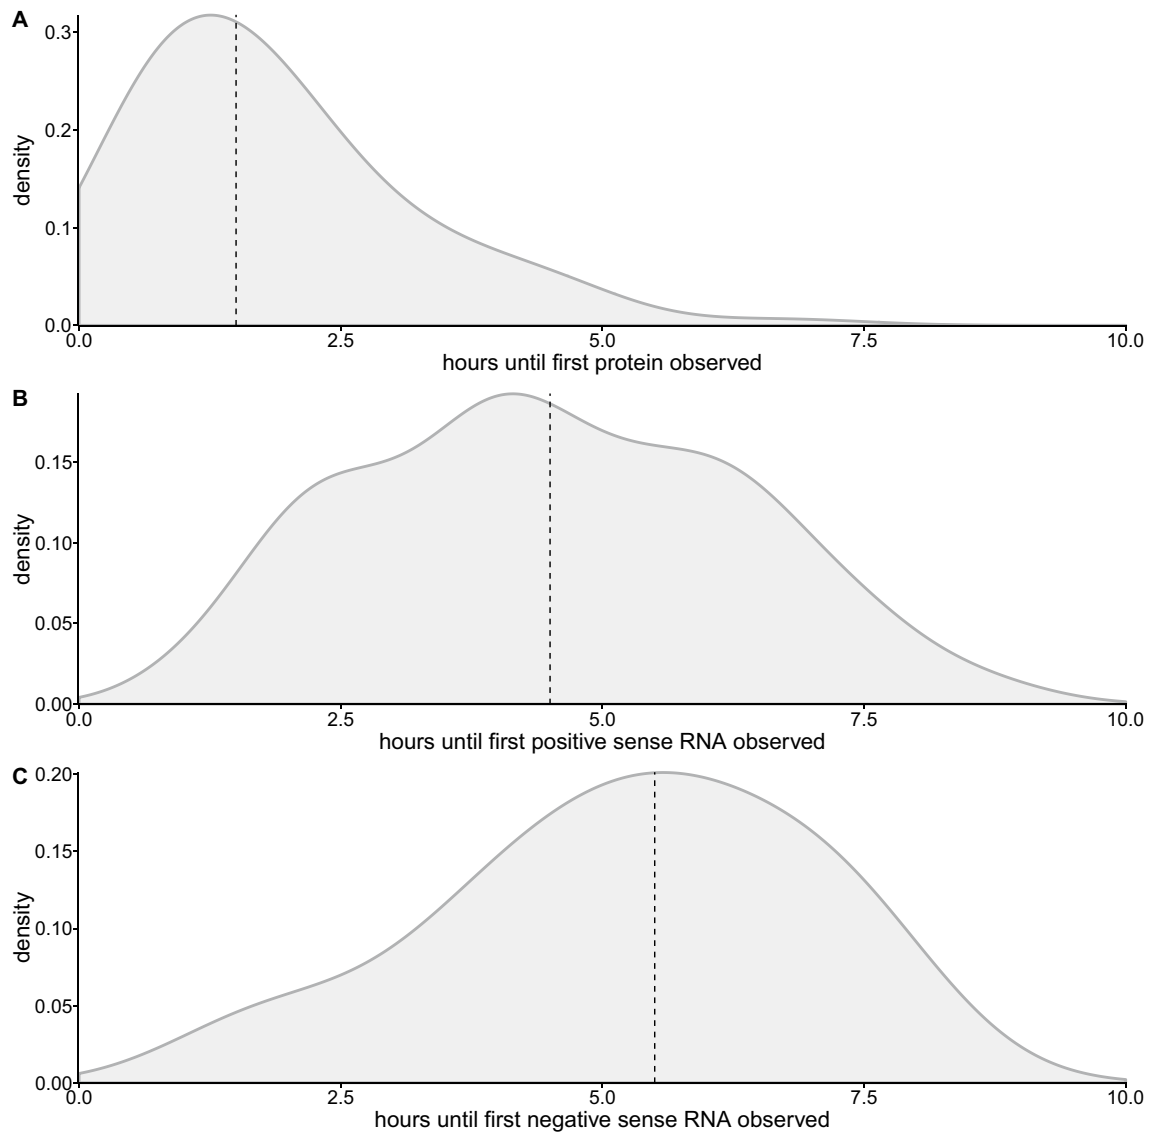 A
0.3
0.2
0.1
0.0
density
0.0 2.5 5.0 7.5 10.0
hours until first protein observed
B
0.15
0.10
0.05
0.00
density
0.0 2.5 5.0 7.5 10.0
hours until first positive sense RNA observed
C
0.20
0.15
0.10
0.05
0.00
density
0.0 2.5 5.0 7.5 10.0
hours until first negative sense RNA observed